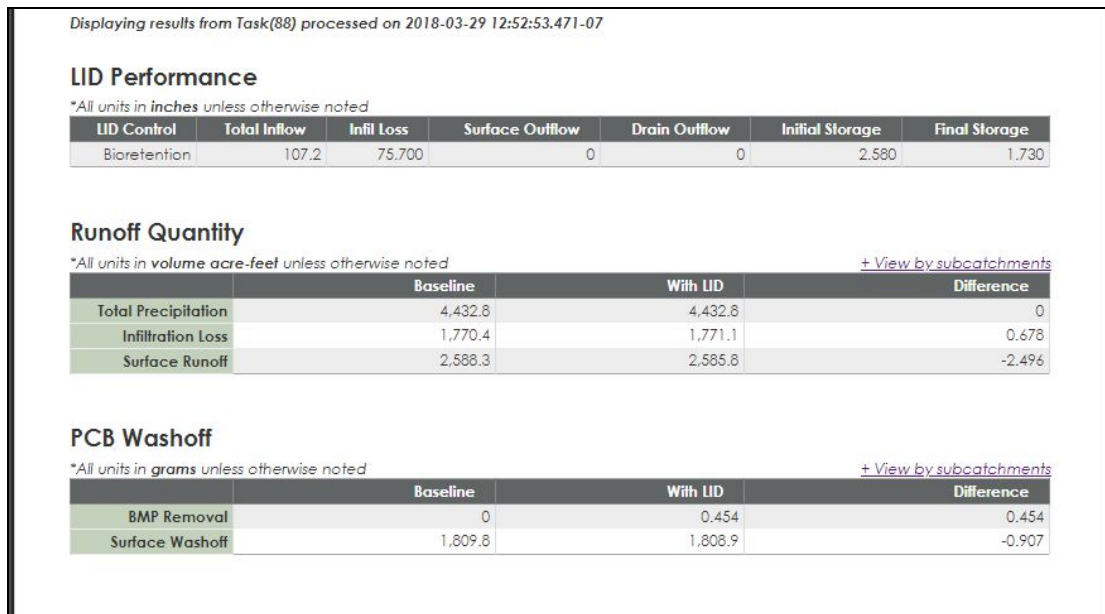 Displaying results from Task(88) processed on 2018-03-29 12:52:53.471-07
LID Performance
*All units in inches unless otherwise noted
LID Control Total Inflow Infil Loss Surface Outflow Drain Outflow Initial Storage Final Storage
Bioretention 107.2 75.700 0 0 2.580 1.730
Runoff Quantity
*All units in volume acre-feet unless otherwise noted + View by subcatchments
Baseline With LID Difference
Total Precipitation 4,432.8 4,432.8 0
Infiltration Loss 1,770.4 1,771.1 0.678
Surface Runoff 2,588.3 2,585.8 -2.496
PCB Washoff
*All units in grams unless otherwise noted + View by subcatchments
Baseline With LID Difference
BMP Removal 0 0.454 0.454
Surface Washoff 1,809.8 1,808.9 -0.907